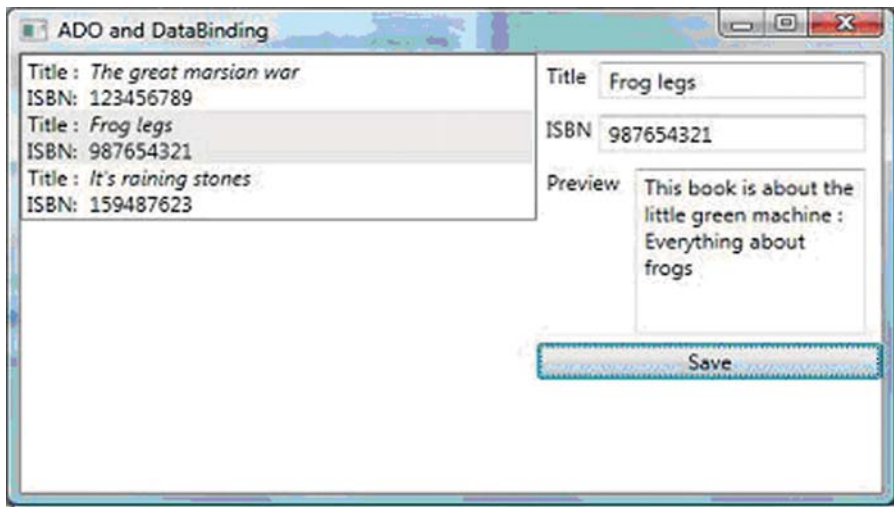 ADO and DataBinding
Title : The great marsian war
ISBN: 123456789
Title : Frog legs
ISBN: 987654321
Title : It's raining stones
ISBN: 159487623
Title Frog legs
ISBN 987654321
Preview This book is about the
little green machine :
Everything about
frogs
Save